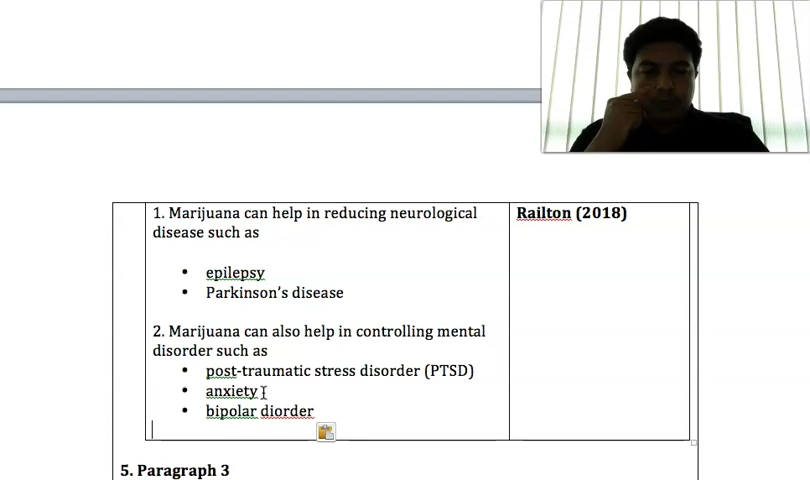 1. Marijuana can help in reducing neurological
disease such as
• epilepsy
• Parkinson's disease
2. Marijuana can also help in controlling mental
disorder such as
• post-traumatic stress disorder (PTSD)
• anxiety
• bipolar diorder
Railton (2018)
5. Paragraph 3